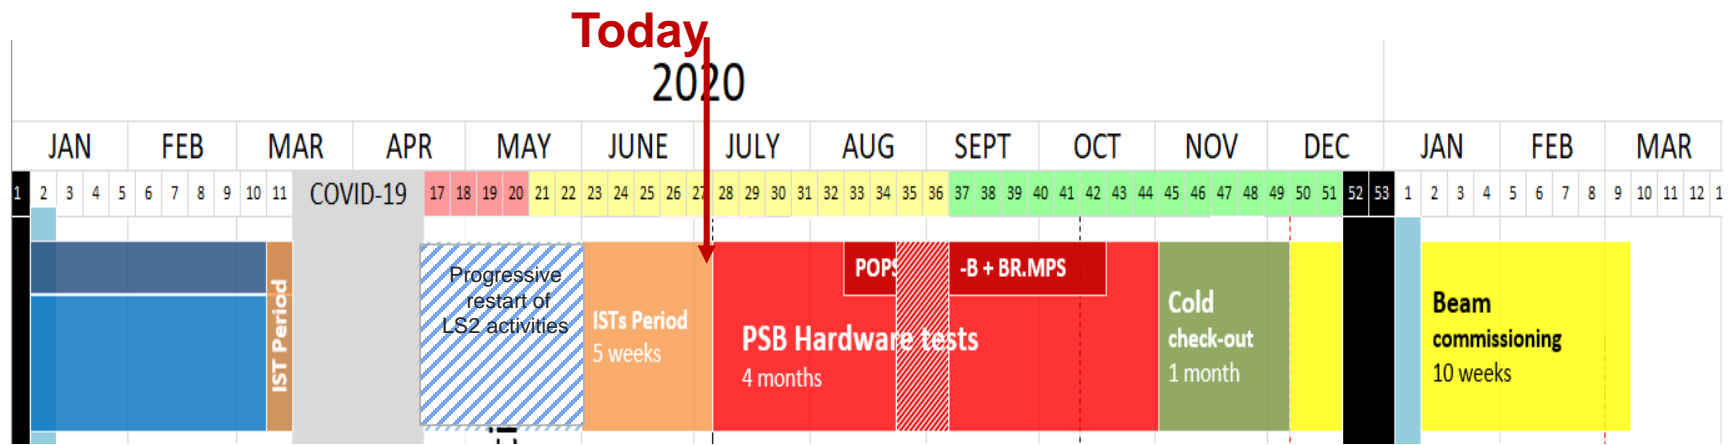 Today
2020
JAN FEB MAR APR MAY JUNE JULY AUG SEPT OCT NOV DEC JAN FEB MAR
1 2 3 4 5 6 7 8 9 10 11 COVID-19 17 18 19 20 21 22 23 24 25 26 27 28 29 30 31 32 33 34 35 36 37 38 39 40 41 42 43 44 45 46 47 48 49 50 51 52 53 1 2 3 4 5 6 7 8 9 10 11 12
IST Period
Progressive
restart of
LS2 activities
ISTs Period
5 weeks
POPS -B + BR.MPS
PSB Hardware tests
4 months
Cold
check-out
1 month
Beam
commissioning
10 weeks